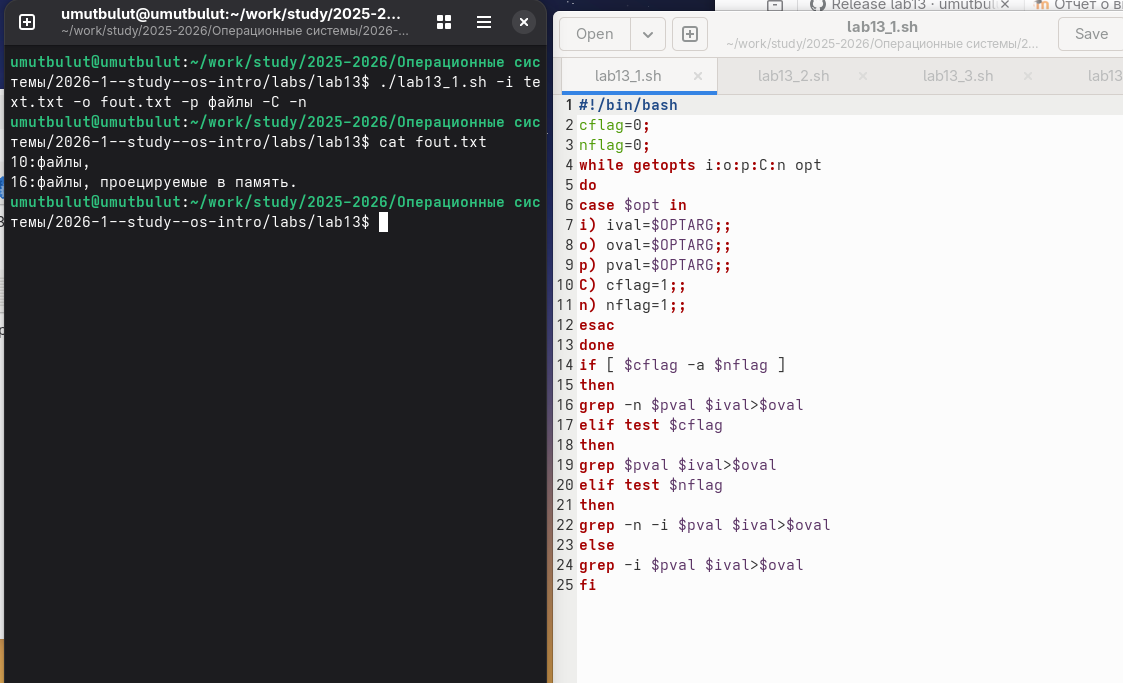 umutbulut@umutbulut:~/work/study/2025-2...
~/work/study/2025-2026/Операционные системы/2026-...
umutbulut@umutbulut:~/work/study/2025-2026/Операционные сис
темы/2026-1--study--os-intro/labs/lab13$ ./lab13_1.sh -i te
xt.txt -o fout.txt -p файлы -C -n
umutbulut@umutbulut:~/work/study/2025-2026/Операционные сис
темы/2026-1--study--os-intro/labs/lab13$ cat fout.txt
10:файлы,
16:файлы, проецируемые в память.
umutbulut@umutbulut:~/work/study/2025-2026/Операционные сис
темы/2026-1--study--os-intro/labs/lab13$
Release lab13 · umutbul
Отчет о в
Open
lab13_1.sh
~/work/study/2025-2026/Операционные системы/2...
Save
lab13_1.sh
lab13_2.sh
lab13_3.sh
lab13
1 #!/bin/bash
2 cflag=0;
3 nflag=0;
4 while getopts i:o:p:C:n opt
5 do
6 case $opt in
7 i) ival=$OPTARG;;
8 o) oval=$OPTARG;;
9 p) pval=$OPTARG;;
10 C) cflag=1;;
11 n) nflag=1;;
12 esac
13 done
14 if [ $cflag -a $nflag ]
15 then
16 grep -n $pval $ival>$oval
17 elif test $cflag
18 then
19 grep $pval $ival>$oval
20 elif test $nflag
21 then
22 grep -n -i $pval $ival>$oval
23 else
24 grep -i $pval $ival>$oval
25 fi